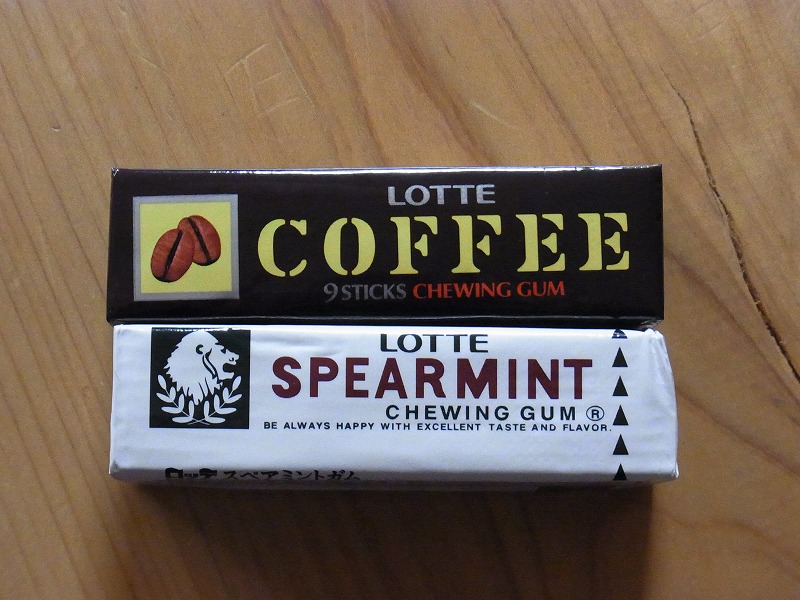 LOTTE
COFFEE
9 STICKS CHEWING GUM
LOTTE
SPEARMINT
CHEWING GUM ®
BE ALWAYS HAPPY WITH EXCELLENT TASTE AND FLAVOR.
ロッテ スペアミントガム